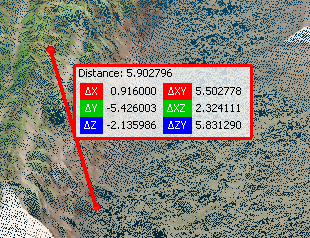 Distance: 5.902796
ΔX 0.916000 ΔXY 5.502778
ΔY -5.426003 ΔXZ 2.324111
ΔZ -2.135986 ΔZY 5.831290